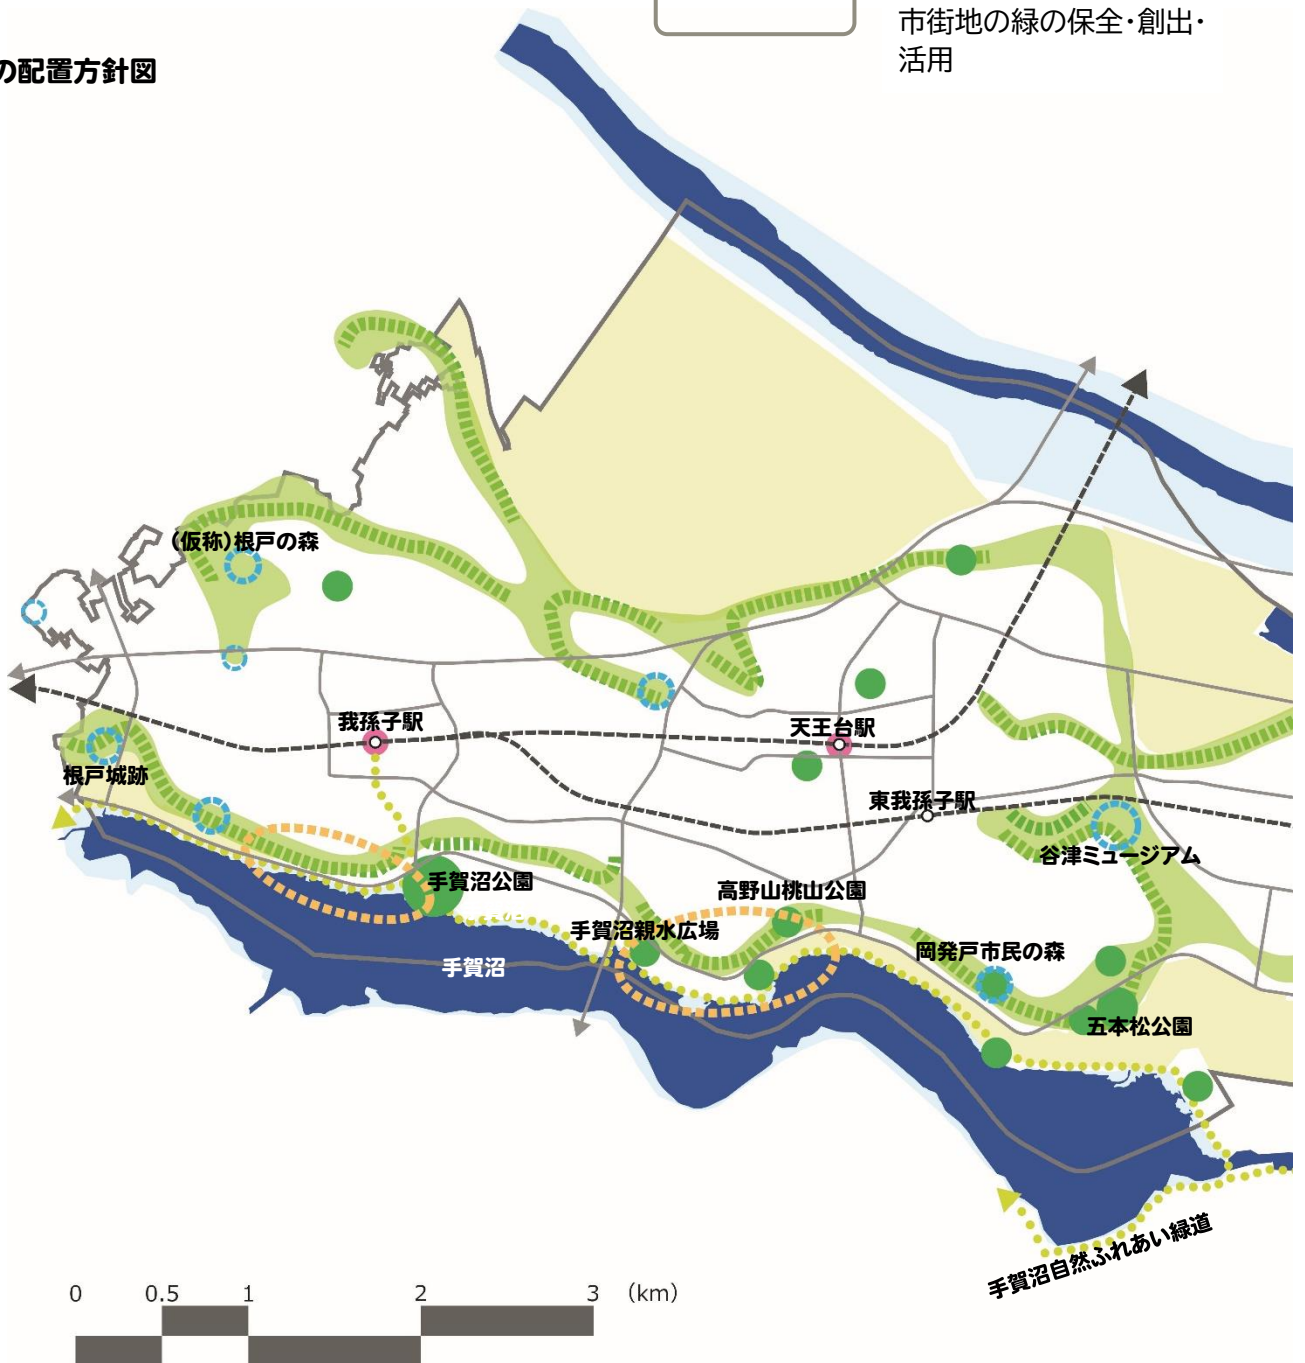 市街地の緑の保全・創出・
活用
の配置方針図
(仮称)根戸の森
我孫子駅
天王台駅
根戸城跡
東我孫子駅
谷津ミュージアム
手賀沼公園
高野山桃山公園
手賀沼親水広場
岡発戸市民の森
手賀沼
五本松公園
手賀沼自然ふれあい緑道
0 0.5 1 2 3 (km)